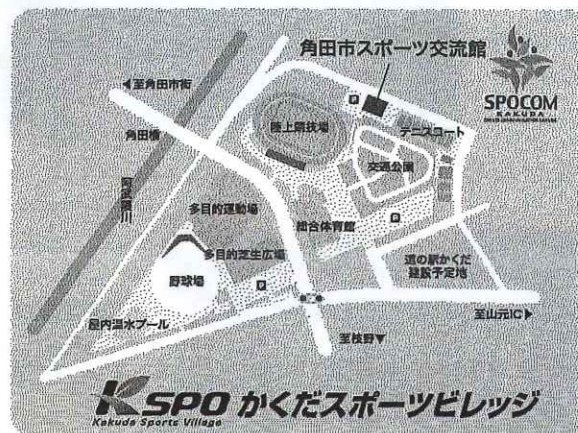 角田市スポーツ交流館
◀至角田市街
SPOCOM
KAKUDA
P
角田橋
陸上競技場
テニスコート
交通公園
阿武隈川
多目的運動場
総合体育館
P
多目的芝生広場
道の駅かくだ
建設予定地
野球場
P
屋内温水プール
至山元IC▶
至枝野▼
KSPO かくだスポーツビレッジ
Kakuda Sports Village